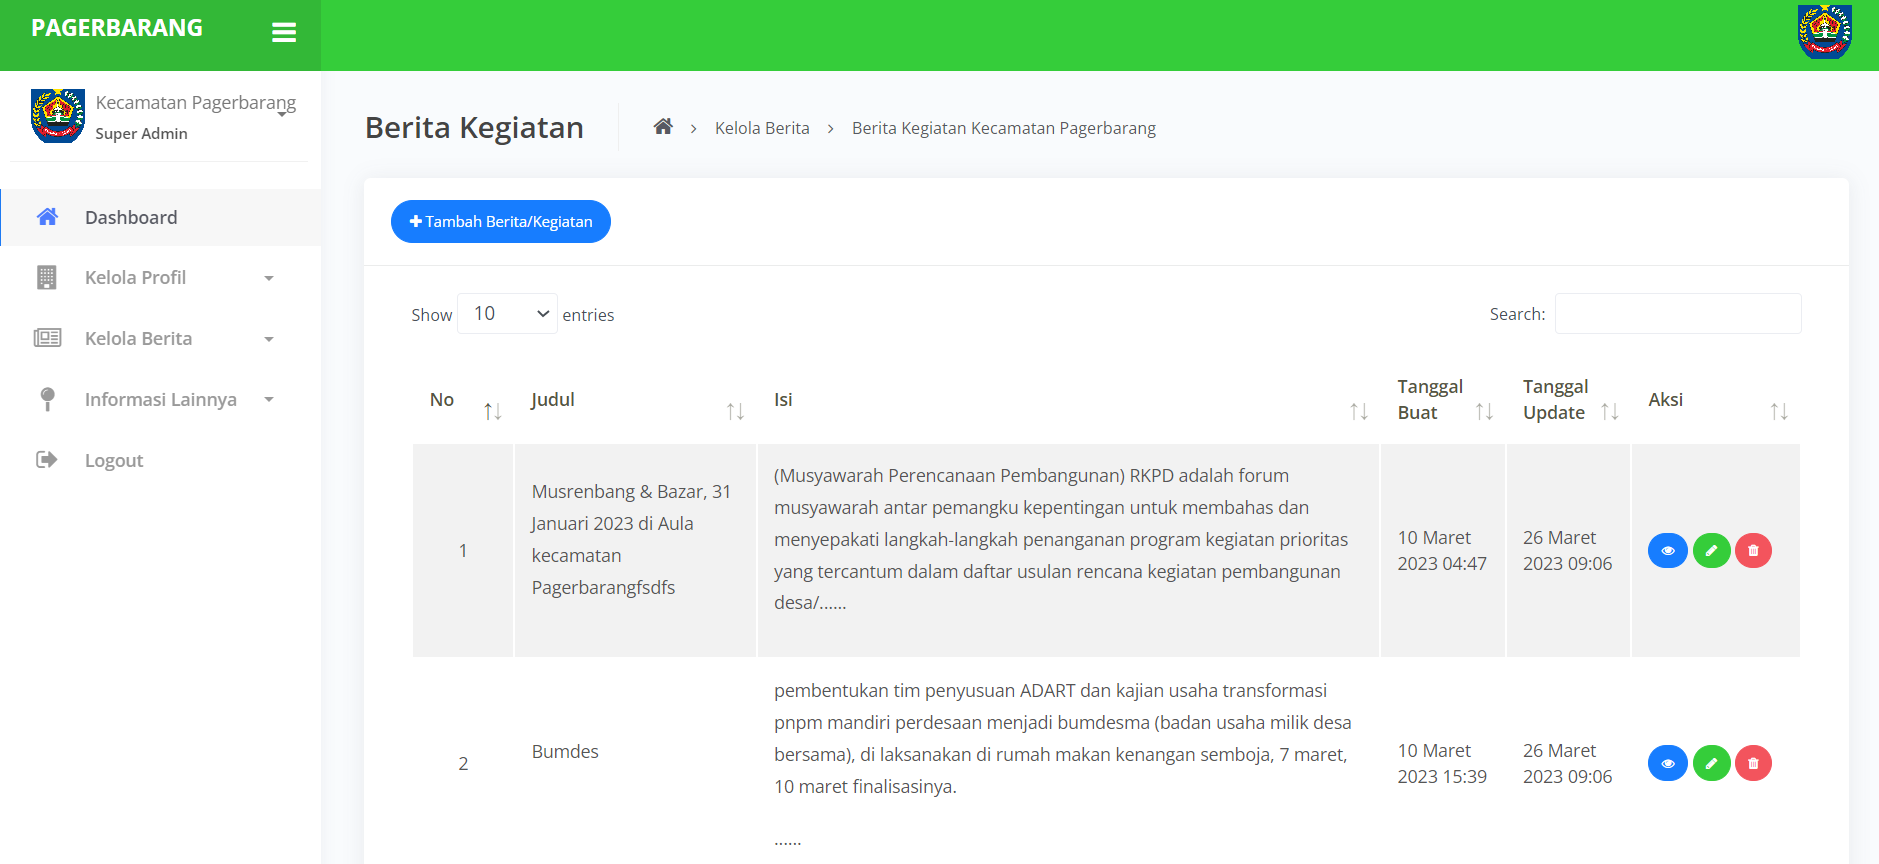 PAGERBARANG
Kecamatan Pagerbarang
Super Admin
Dashboard
Kelola Profil
Kelola Berita
Informasi Lainnya
Logout
Berita Kegiatan
Kelola Berita
Berita Kegiatan Kecamatan Pagerbarang
Tambah Berita/Kegiatan
Show 10 entries
Search:
No
Judul
Isi
Tanggal
Buat
Tanggal
Update
Aksi
1
Musrenbang & Bazar, 31
Januari 2023 di Aula
kecamatan
Pagerbarangfsdfs
(Musyawarah Perencanaan Pembangunan) RKPD adalah forum
musyawarah antar pemangku kepentingan untuk membahas dan
menyepakati langkah-langkah penanganan program kegiatan prioritas
yang tercantum dalam daftar usulan rencana kegiatan pembangunan
desa/......
10 Maret
2023 04:47
26 Maret
2023 09:06
2
Bumdes
pembentukan tim penyusuan ADART dan kajian usaha transformasi
pnpm mandiri perdesaan menjadi bumdesma (badan usaha milik desa
bersama), di laksanakan di rumah makan kenangan semboja, 7 maret,
10 maret finalisasinya.
......
10 Maret
2023 15:39
26 Maret
2023 09:06